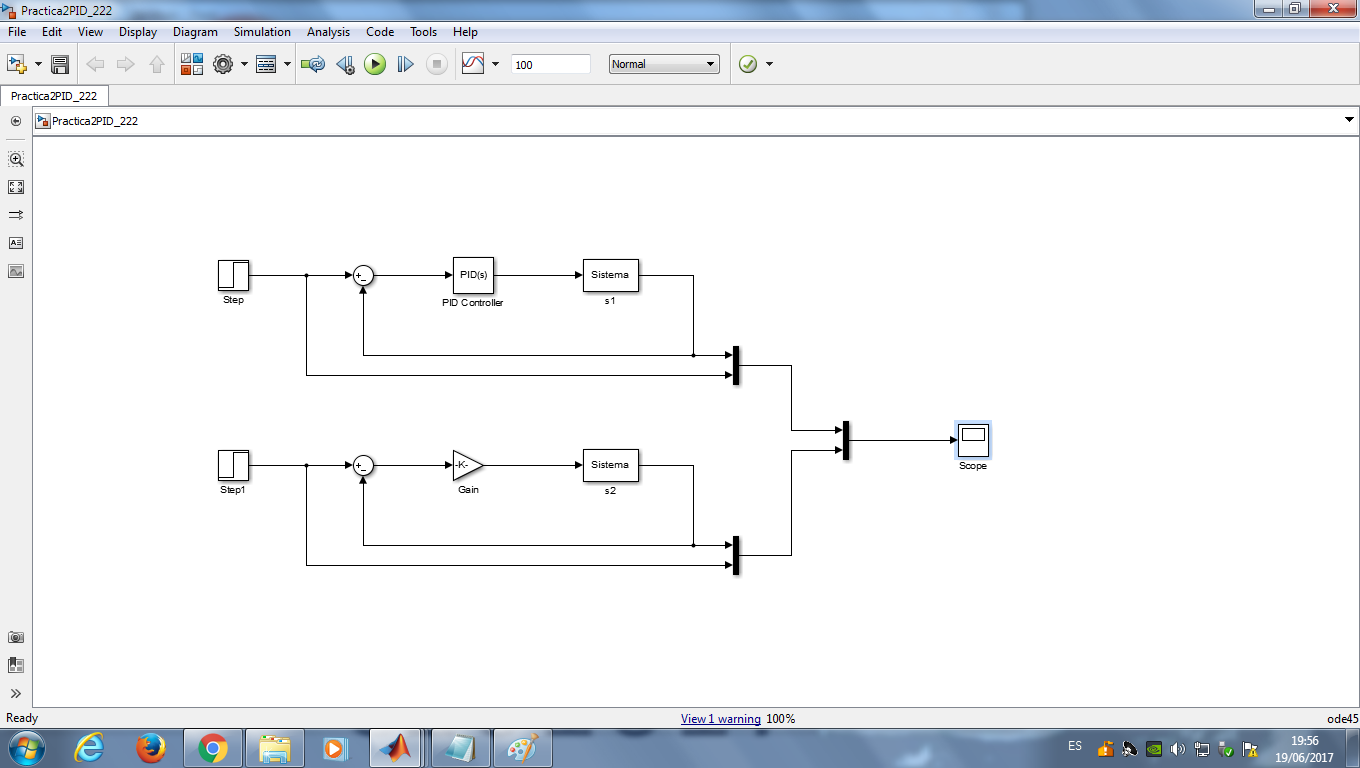 Practica2PID_222
File Edit View Display Diagram Simulation Analysis Code Tools Help
100 Normal
Practica2PID_222
Practica2PID_222
Step
+
-
PID(s)
PID Controller
Sistema
s1
Step1
+
-
-K-
Gain
Sistema
s2
Scope
Ready View 1 warning 100% ode45
ES 19:56
19/06/2017